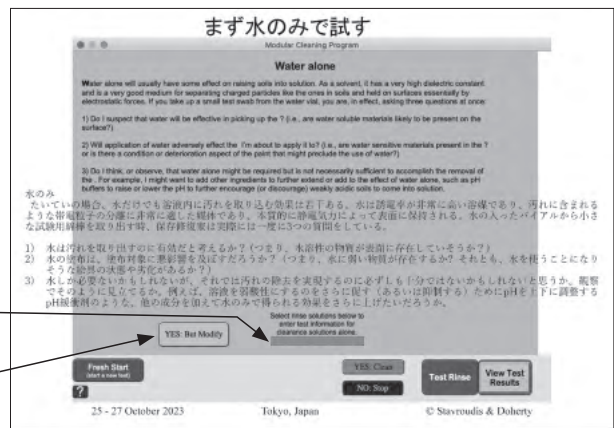 まず水のみで試す
Modular Cleaning Program
Water alone
Water alone will usually have some effect on raising soils into solution. As a solvent, it has a very high dielectric constant
and is a very good medium for separating charged particles like the ones in soils and held on surfaces essentially by
electrostatic forces. If you take up a small test swab from the water vial, you are, in effect, asking three questions at once:
1) Do I suspect that water will be effective in picking up the ? (i.e., are water soluble materials likely to be present on the
surface?)
2) Will application of water adversely effect the I'm about to apply it to? (i.e., are water sensitive materials present in the ?
or is there a condition or deterioration aspect of the paint that might preclude the use of water?)
3) Do I think, or observe, that water alone might be required but is not necessarily sufficient to accomplish the removal of
the . For example, I might want to add other ingredients to further extend or add to the effect of water alone, such as pH
buffers to raise or lower the pH to further encourage (or discourage) weakly acidic soils to come into solution.
水のみ
たいていの場合、水だけでも溶液内に汚れを取り込む効果は若干ある。水は誘電率が非常に高い溶媒であり、汚れに含まれる
ような帯電粒子の分離に非常に適した媒体であり、本質的に静電気力によって表面に保持される。水の入ったバイアルから小さ
な試験用綿棒を取り出す時、保存修復家は実際には一度に3つの質問をしている。
1) 水は汚れを取り出すのに有効だと考えるか？(つまり、水溶性の物質が表面に存在していそうか？)
2) 水の塗布は、塗布対象に悪影響を及ぼすだろうか？(つまり、水に弱い物質が存在するか？それとも、水を使うことになり
そうな絵具の状態や劣化があるか？)
3) 水しか必要ないかもしれないが、それでは汚れの除去を実現するのに必ずしも十分ではないかもしれないと思うか、観察
でそのように見立てるか。例えば、溶液を弱酸性にするのをさらに促す（あるいは抑制する）ためにpHを上下に調整する
pH緩衝剤のような、他の成分を加えて水のみで得られる効果をさらに上げたいだろうか。
Select rinse solutions below to
enter test information for
clearance solutions alone.
YES: But Modify
Fresh Start
(start a new test)
YES: Clear
NO: Stop
Test Rinse
View Test
Results
?
25 - 27 October 2023
Tokyo, Japan
© Stavroudis & Doherty